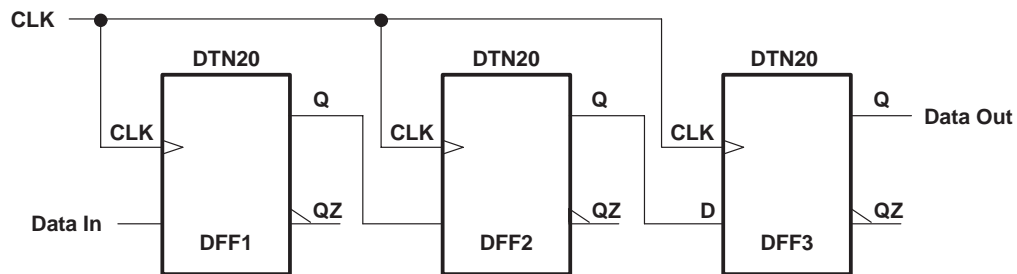 CLK
DTN20 DTN20 DTN20
Q Q Q
Data Out
CLK CLK CLK
QZ QZ D QZ
Data In
DFF1 DFF2 DFF3